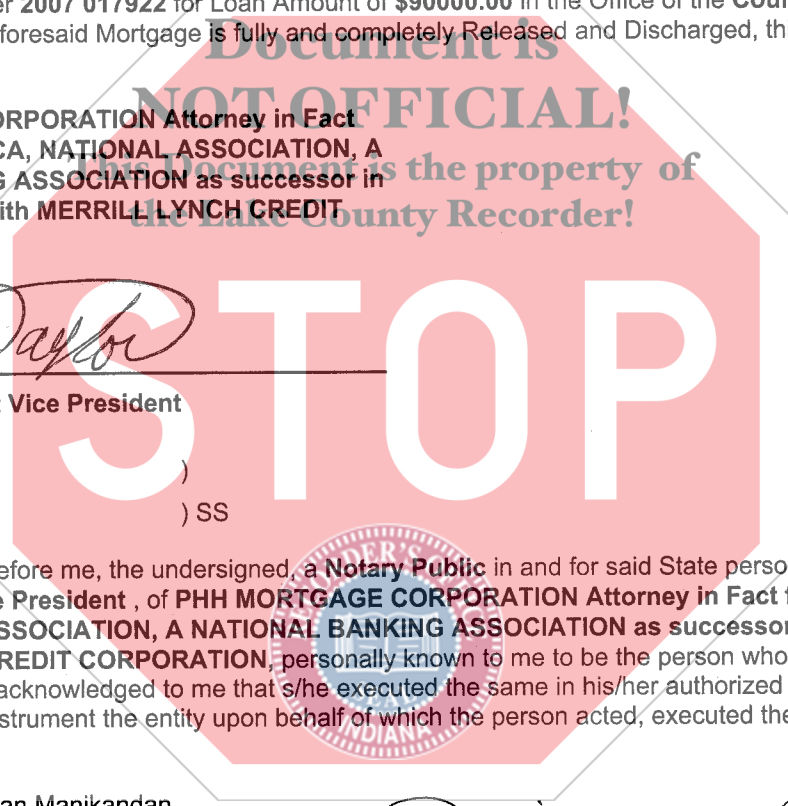 er 2007 017922 for Loan Amount of $90000.00 in the Office of the Coun
foresaid Mortgage is fully and completely Released and Discharged, thi
Document is
NOT OFFICIAL!
This Document is the property of
the Lake County Recorder!
STOP
ORPORATION Attorney in Fact
CA, NATIONAL ASSOCIATION, A
G ASSOCIATION as successor in
ith MERRILL LYNCH CREDIT
Taylor
Vice President
)
) SS
efore me, the undersigned, a Notary Public in and for said State perso
e President , of PHH MORTGAGE CORPORATION Attorney in Fact f
SSOCIATION, A NATIONAL BANKING ASSOCIATION as successor
REDIT CORPORATION, personally known to me to be the person who
acknowledged to me that s/he executed the same in his/her authorized
strument the entity upon behalf of which the person acted, executed the
SEAL
INDIANA
an Manikandan